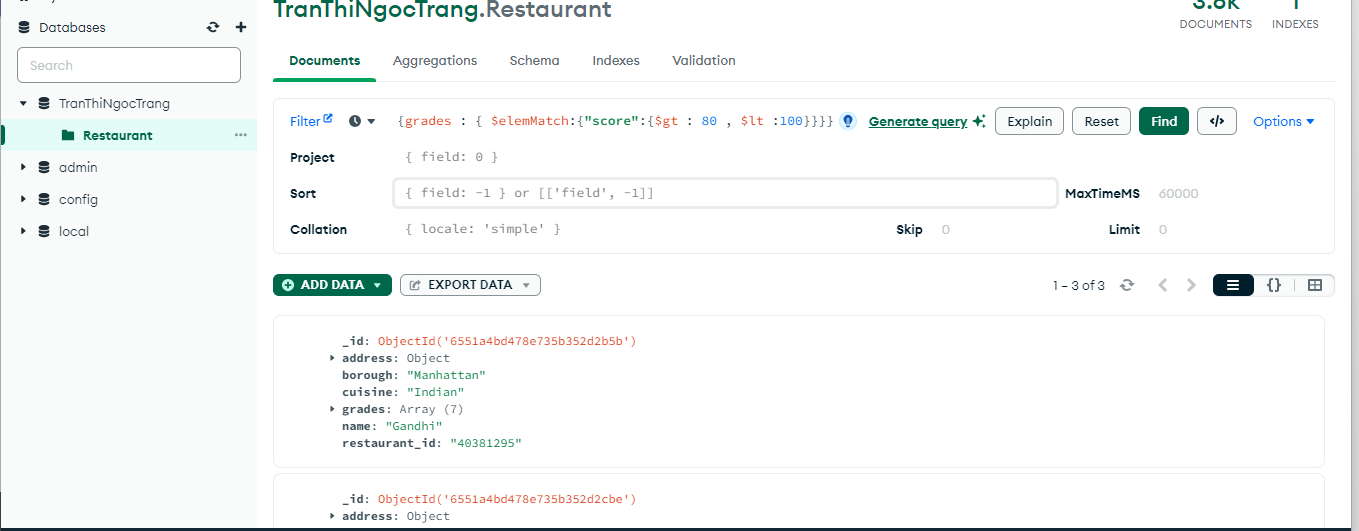 TranThiNgocTrang.Restaurant
3.8k 1
DOCUMENTS INDEXES
Databases
Search
TranThiNgocTrang
Restaurant
admin
config
local
Documents Aggregations Schema Indexes Validation
Filter {grades : { $elemMatch:{"score":{$gt : 80 , $lt :100}}}} Generate query Explain Reset Find </> Options
Project { field: 0 }
Sort { field: -1 } or [['field', -1]] MaxTimeMS 60000
Collation { locale: 'simple' } Skip 0 Limit 0
ADD DATA EXPORT DATA 1 – 3 of 3 {}
_id: ObjectId('6551a4bd478e735b352d2b5b')
address: Object
borough: "Manhattan"
cuisine: "Indian"
grades: Array (7)
name: "Gandhi"
restaurant_id: "40381295"
_id: ObjectId('6551a4bd478e735b352d2cbe')
address: Object